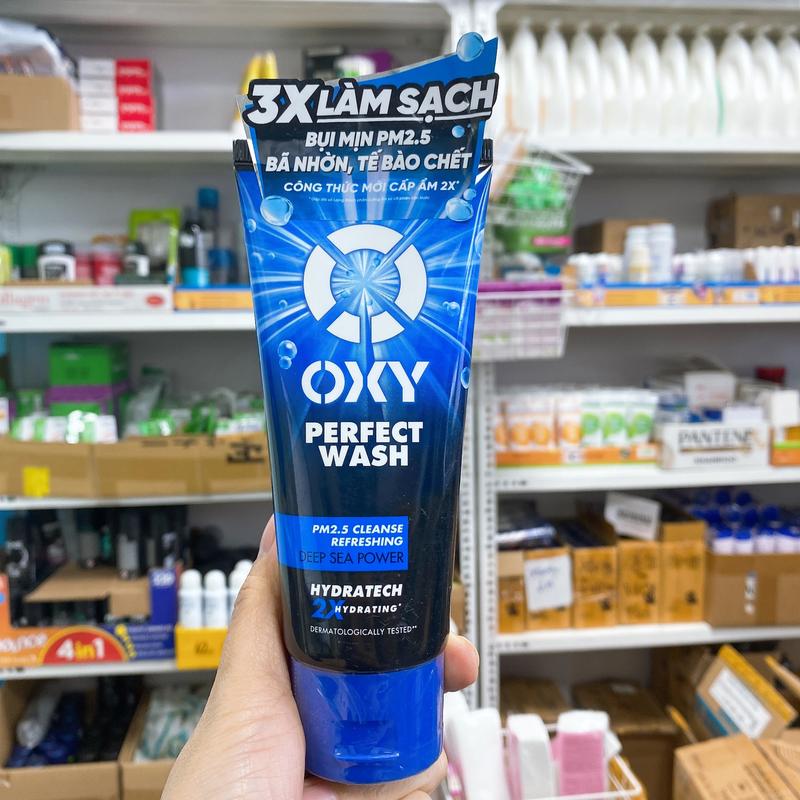 3X LÀM SẠCH
BỤI MỊN PM2.5
BÃ NHỜN, TẾ BÀO CHẾT
CÔNG THỨC MỚI CẤP ẨM 2X*
OXY
PERFECT
WASH
PM2.5 CLEANSE
REFRESHING
DEEP SEA POWER
HYDRATECH
2X HYDRATING*
DERMATOLOGICALLY TESTED**
PANTENE
4in1